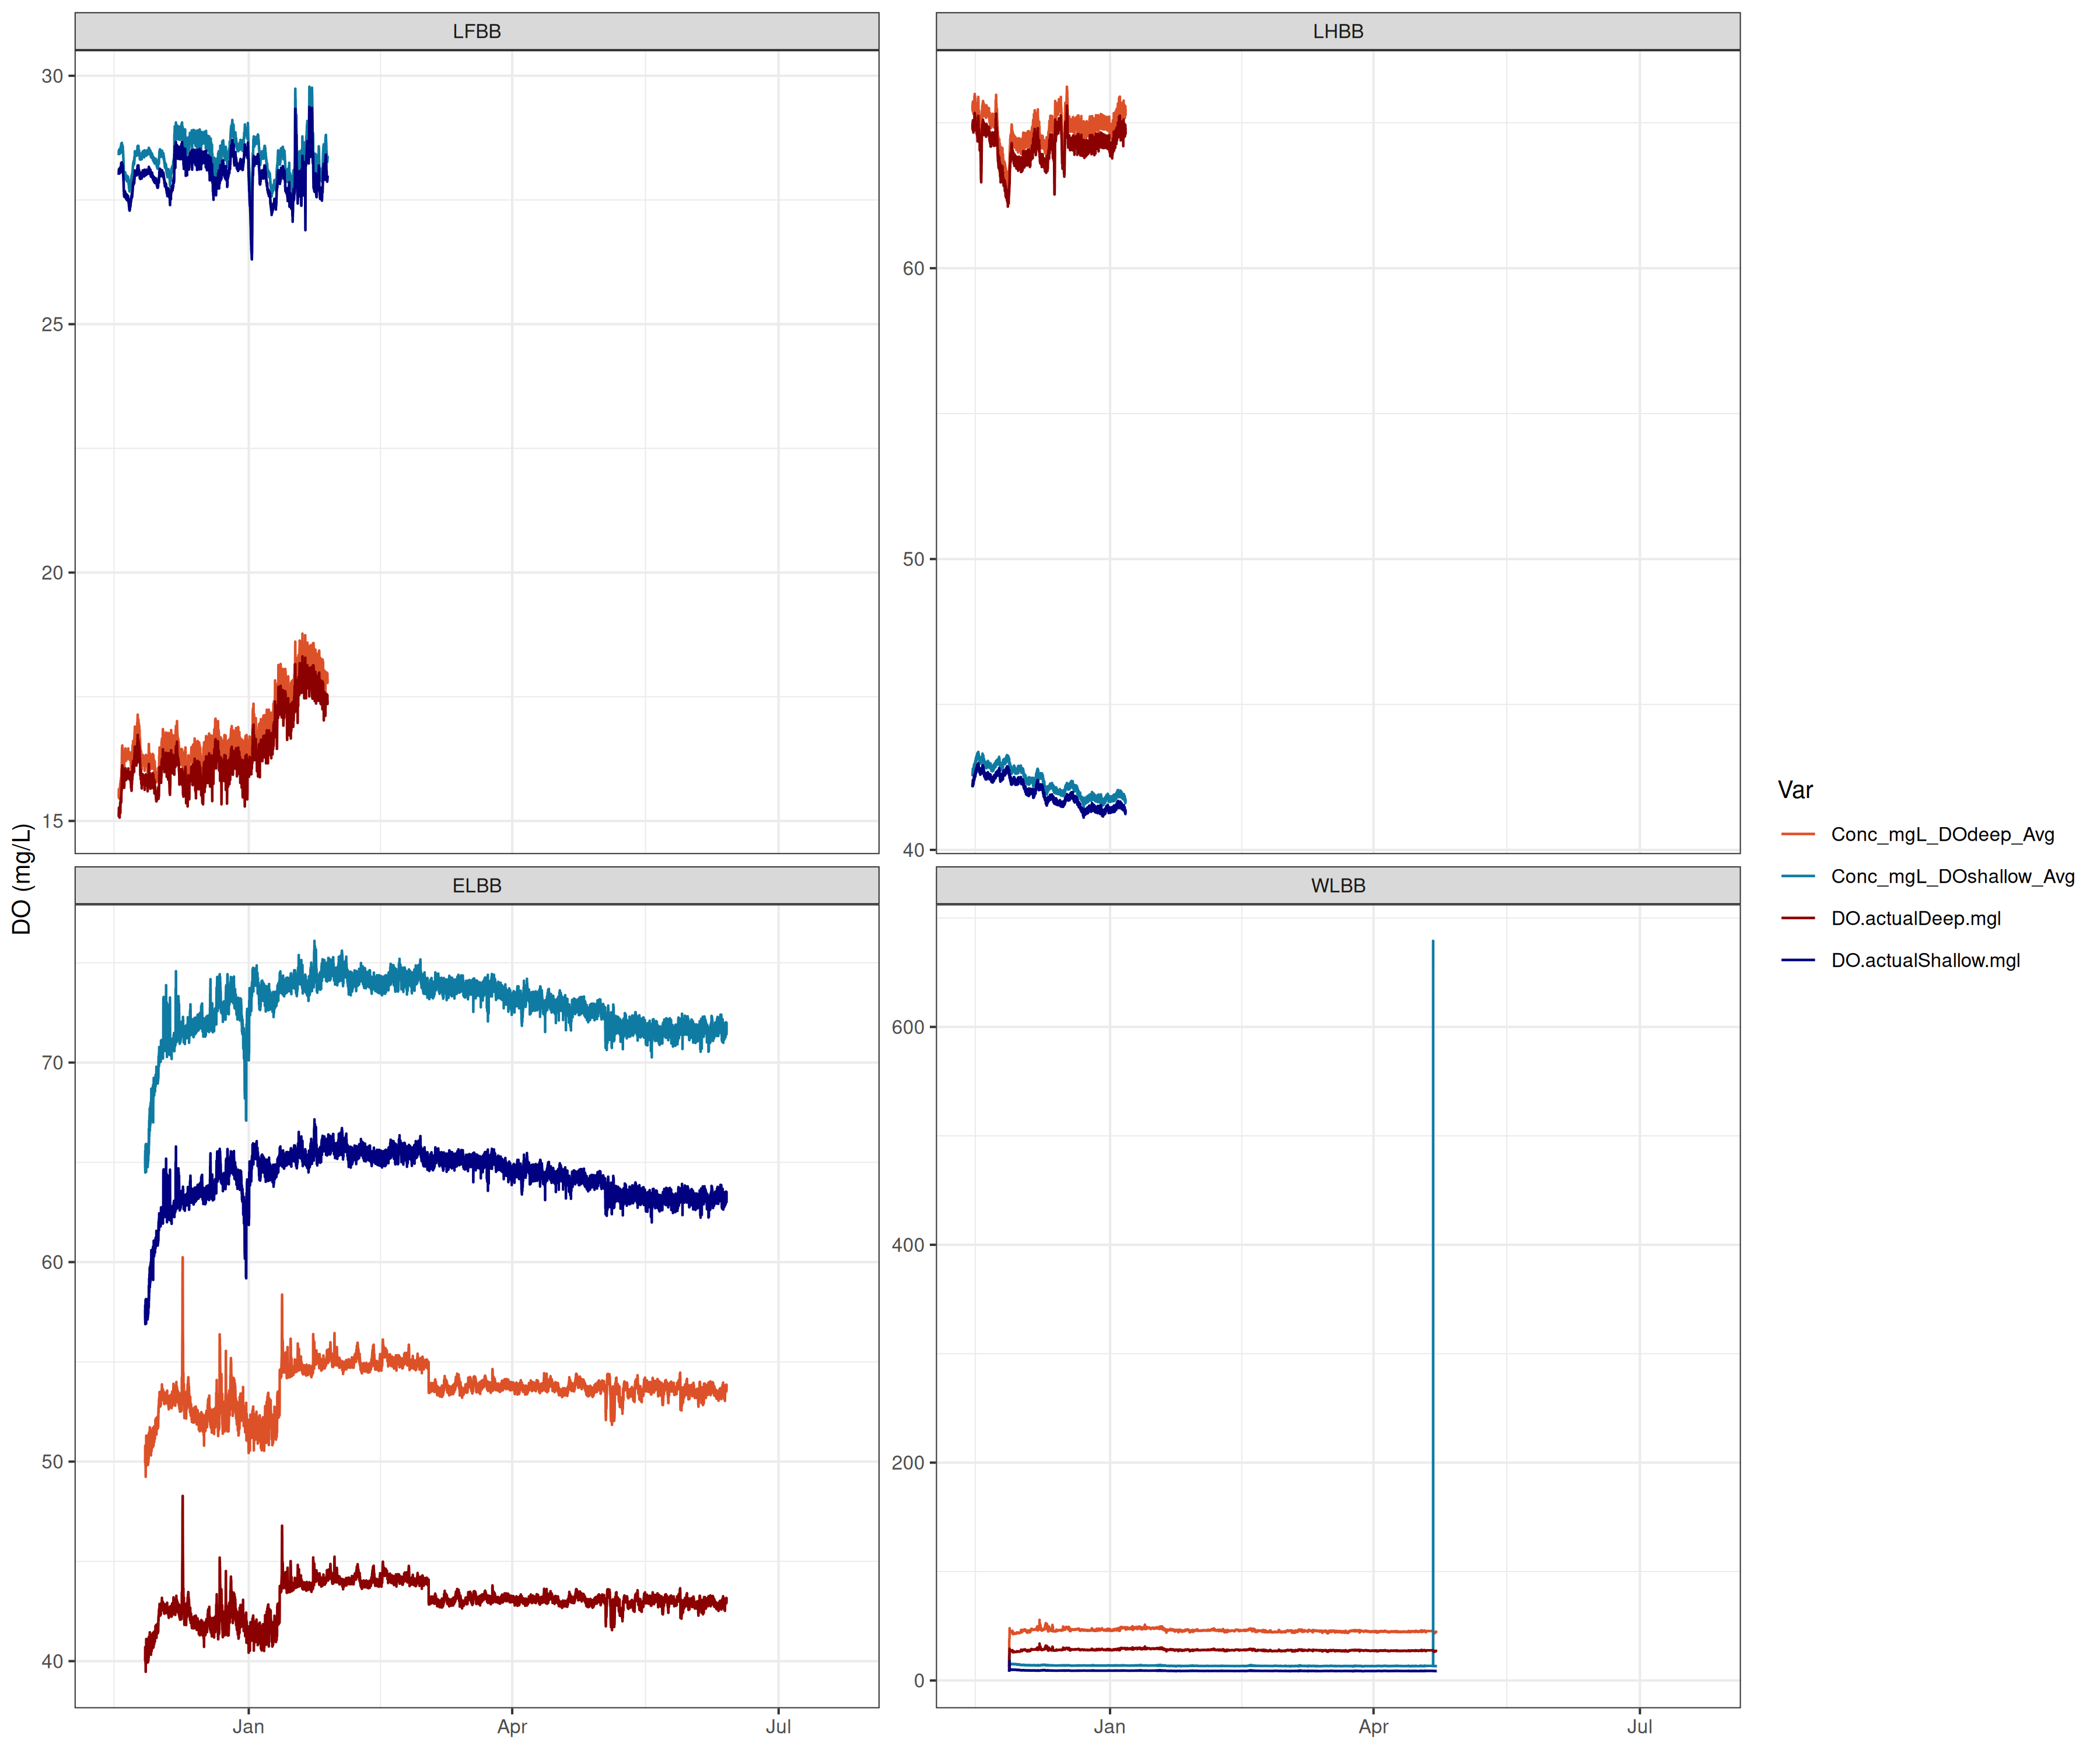 LFBB
LHBB
30
25
20
15
60
50
40
DO (mg/L)
ELBB
WLBB
70
60
50
40
600
400
200
0
Jan
Apr
Jul
Jan
Apr
Jul
Var
Conc_mgL_DOdeep_Avg
Conc_mgL_DOshallow_Avg
DO.actualDeep.mgl
DO.actualShallow.mgl